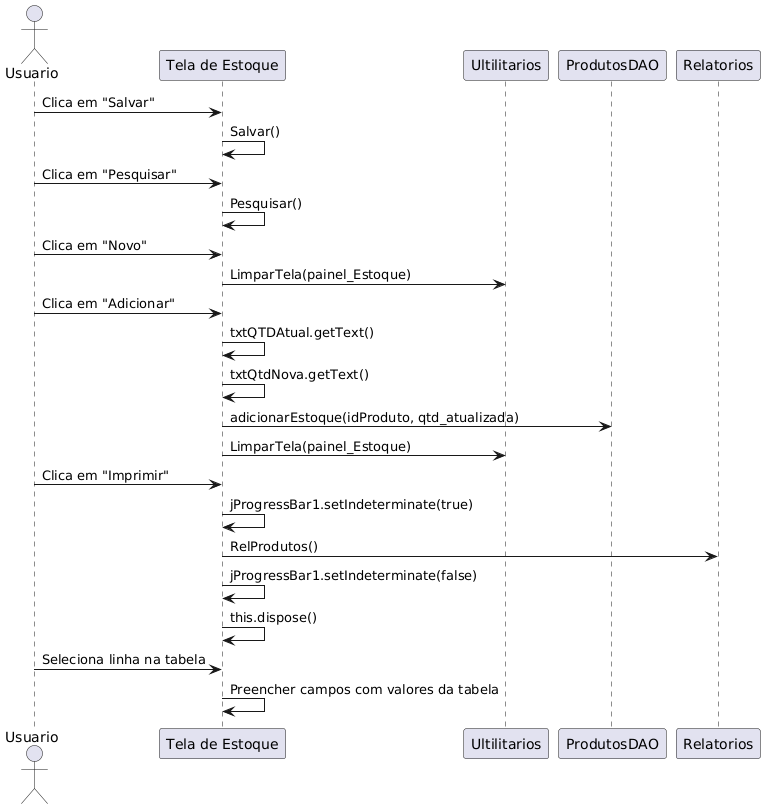 Usuario
Tela de Estoque
Ultilitarios
ProdutosDAO
Relatorios
Clica em "Salvar"
Salvar()
Clica em "Pesquisar"
Pesquisar()
Clica em "Novo"
LimparTela(painel_Estoque)
Clica em "Adicionar"
txtQTDAtual.getText()
txtQtdNova.getText()
adicionarEstoque(idProduto, qtd_atualizada)
LimparTela(painel_Estoque)
Clica em "Imprimir"
jProgressBar1.setIndeterminate(true)
RelProdutos()
jProgressBar1.setIndeterminate(false)
this.dispose()
Seleciona linha na tabela
Preencher campos com valores da tabela
Usuario
Tela de Estoque
Ultilitarios
ProdutosDAO
Relatorios